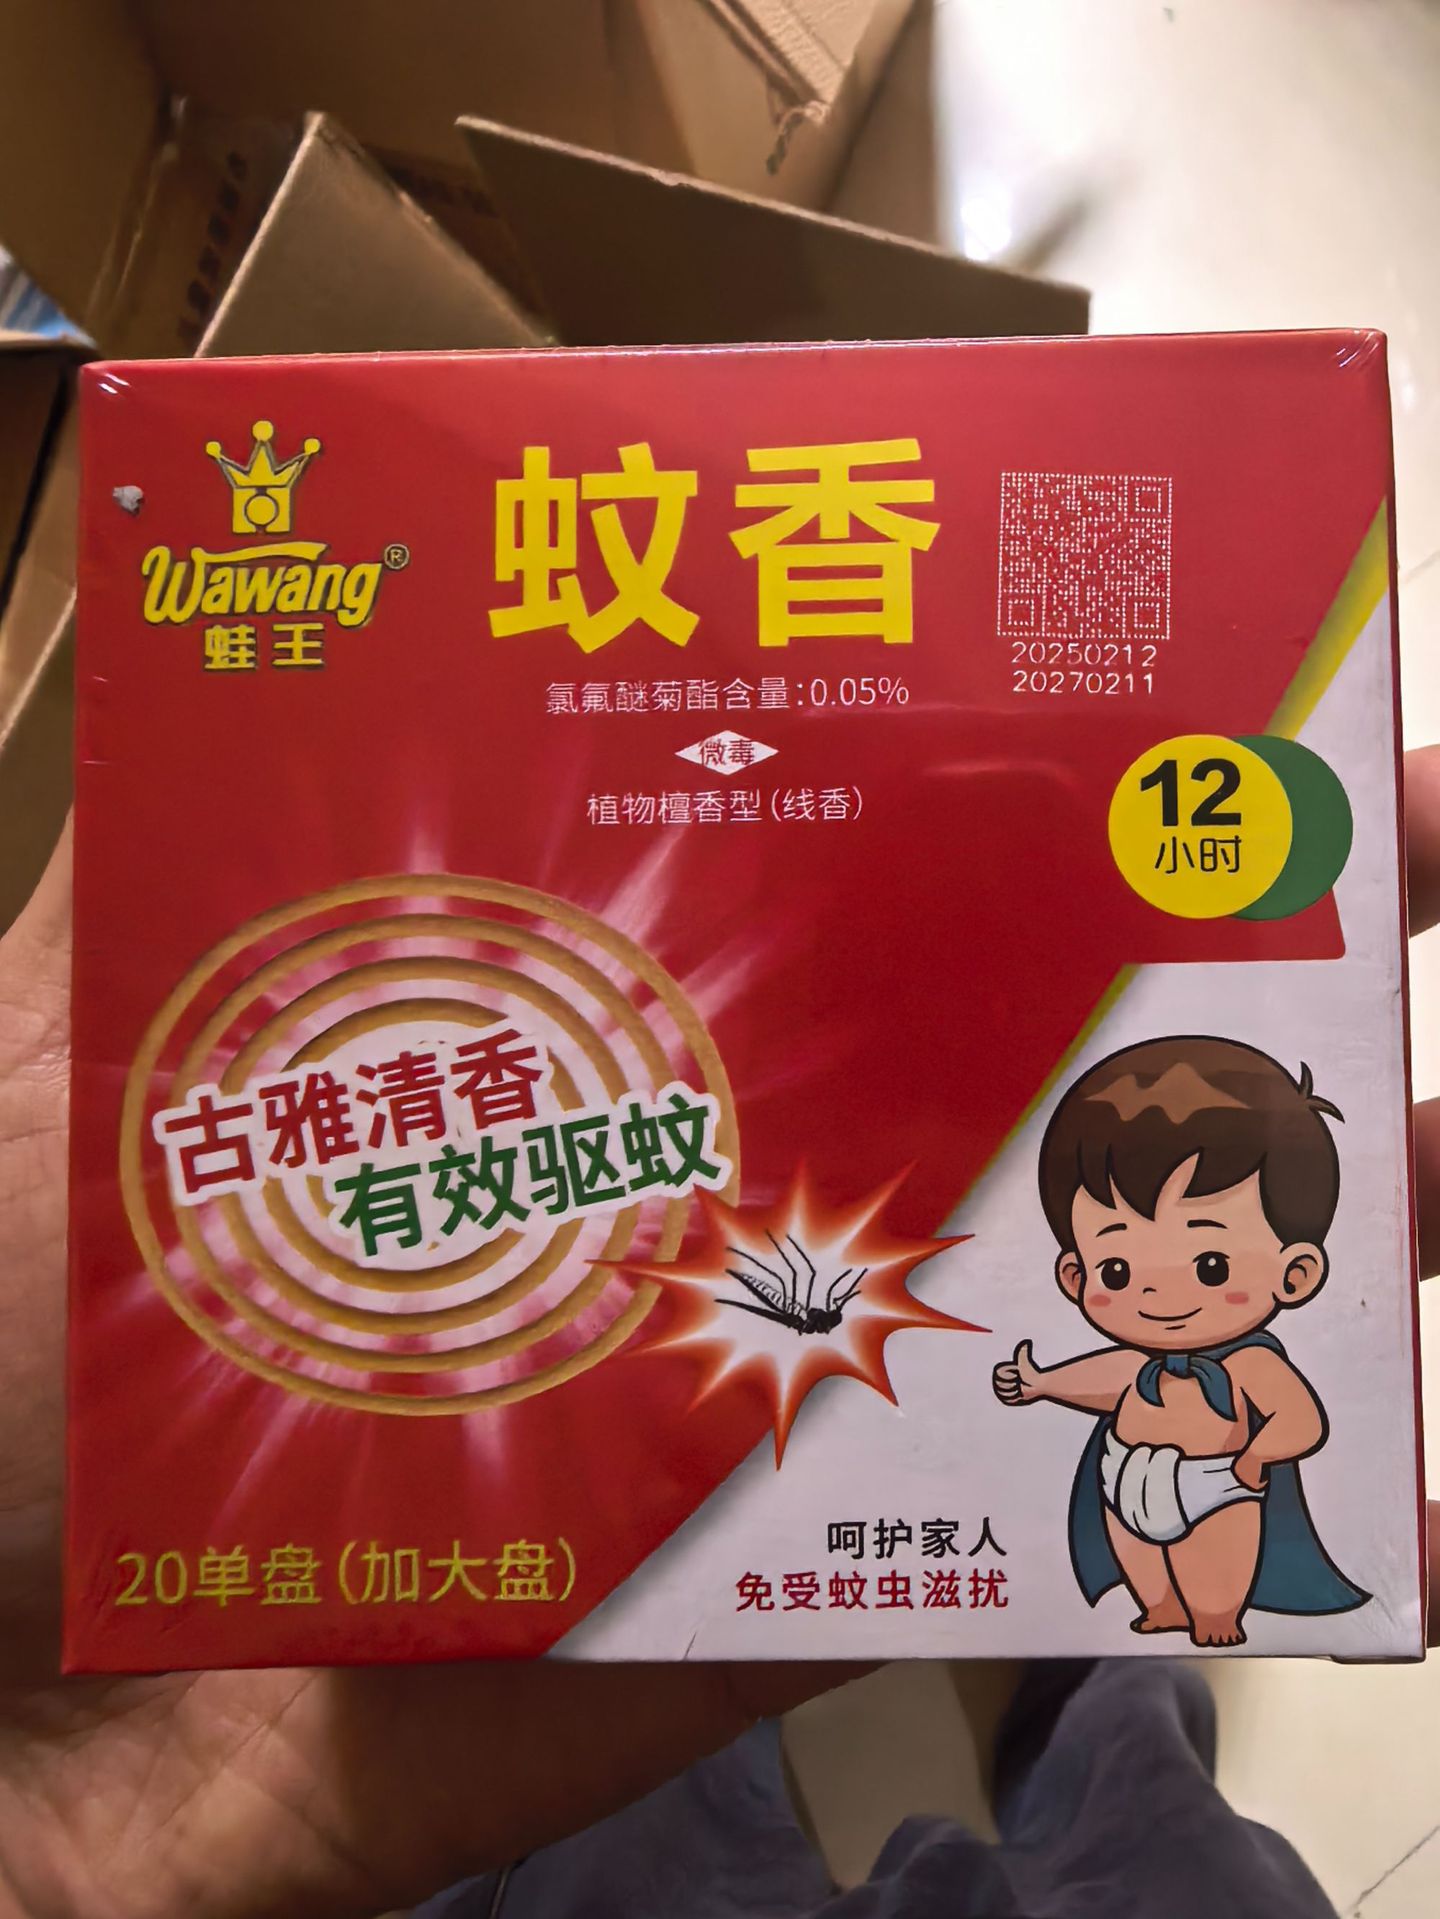 Wawang®
蛙王
蚊香
20250212
20270211
氯氟醚菊酯含量:0.05%
微毒
植物檀香型(线香)
12
小时
古雅清香
有效驱蚊
20单盘(加大盘)
呵护家人
免受蚊虫滋扰